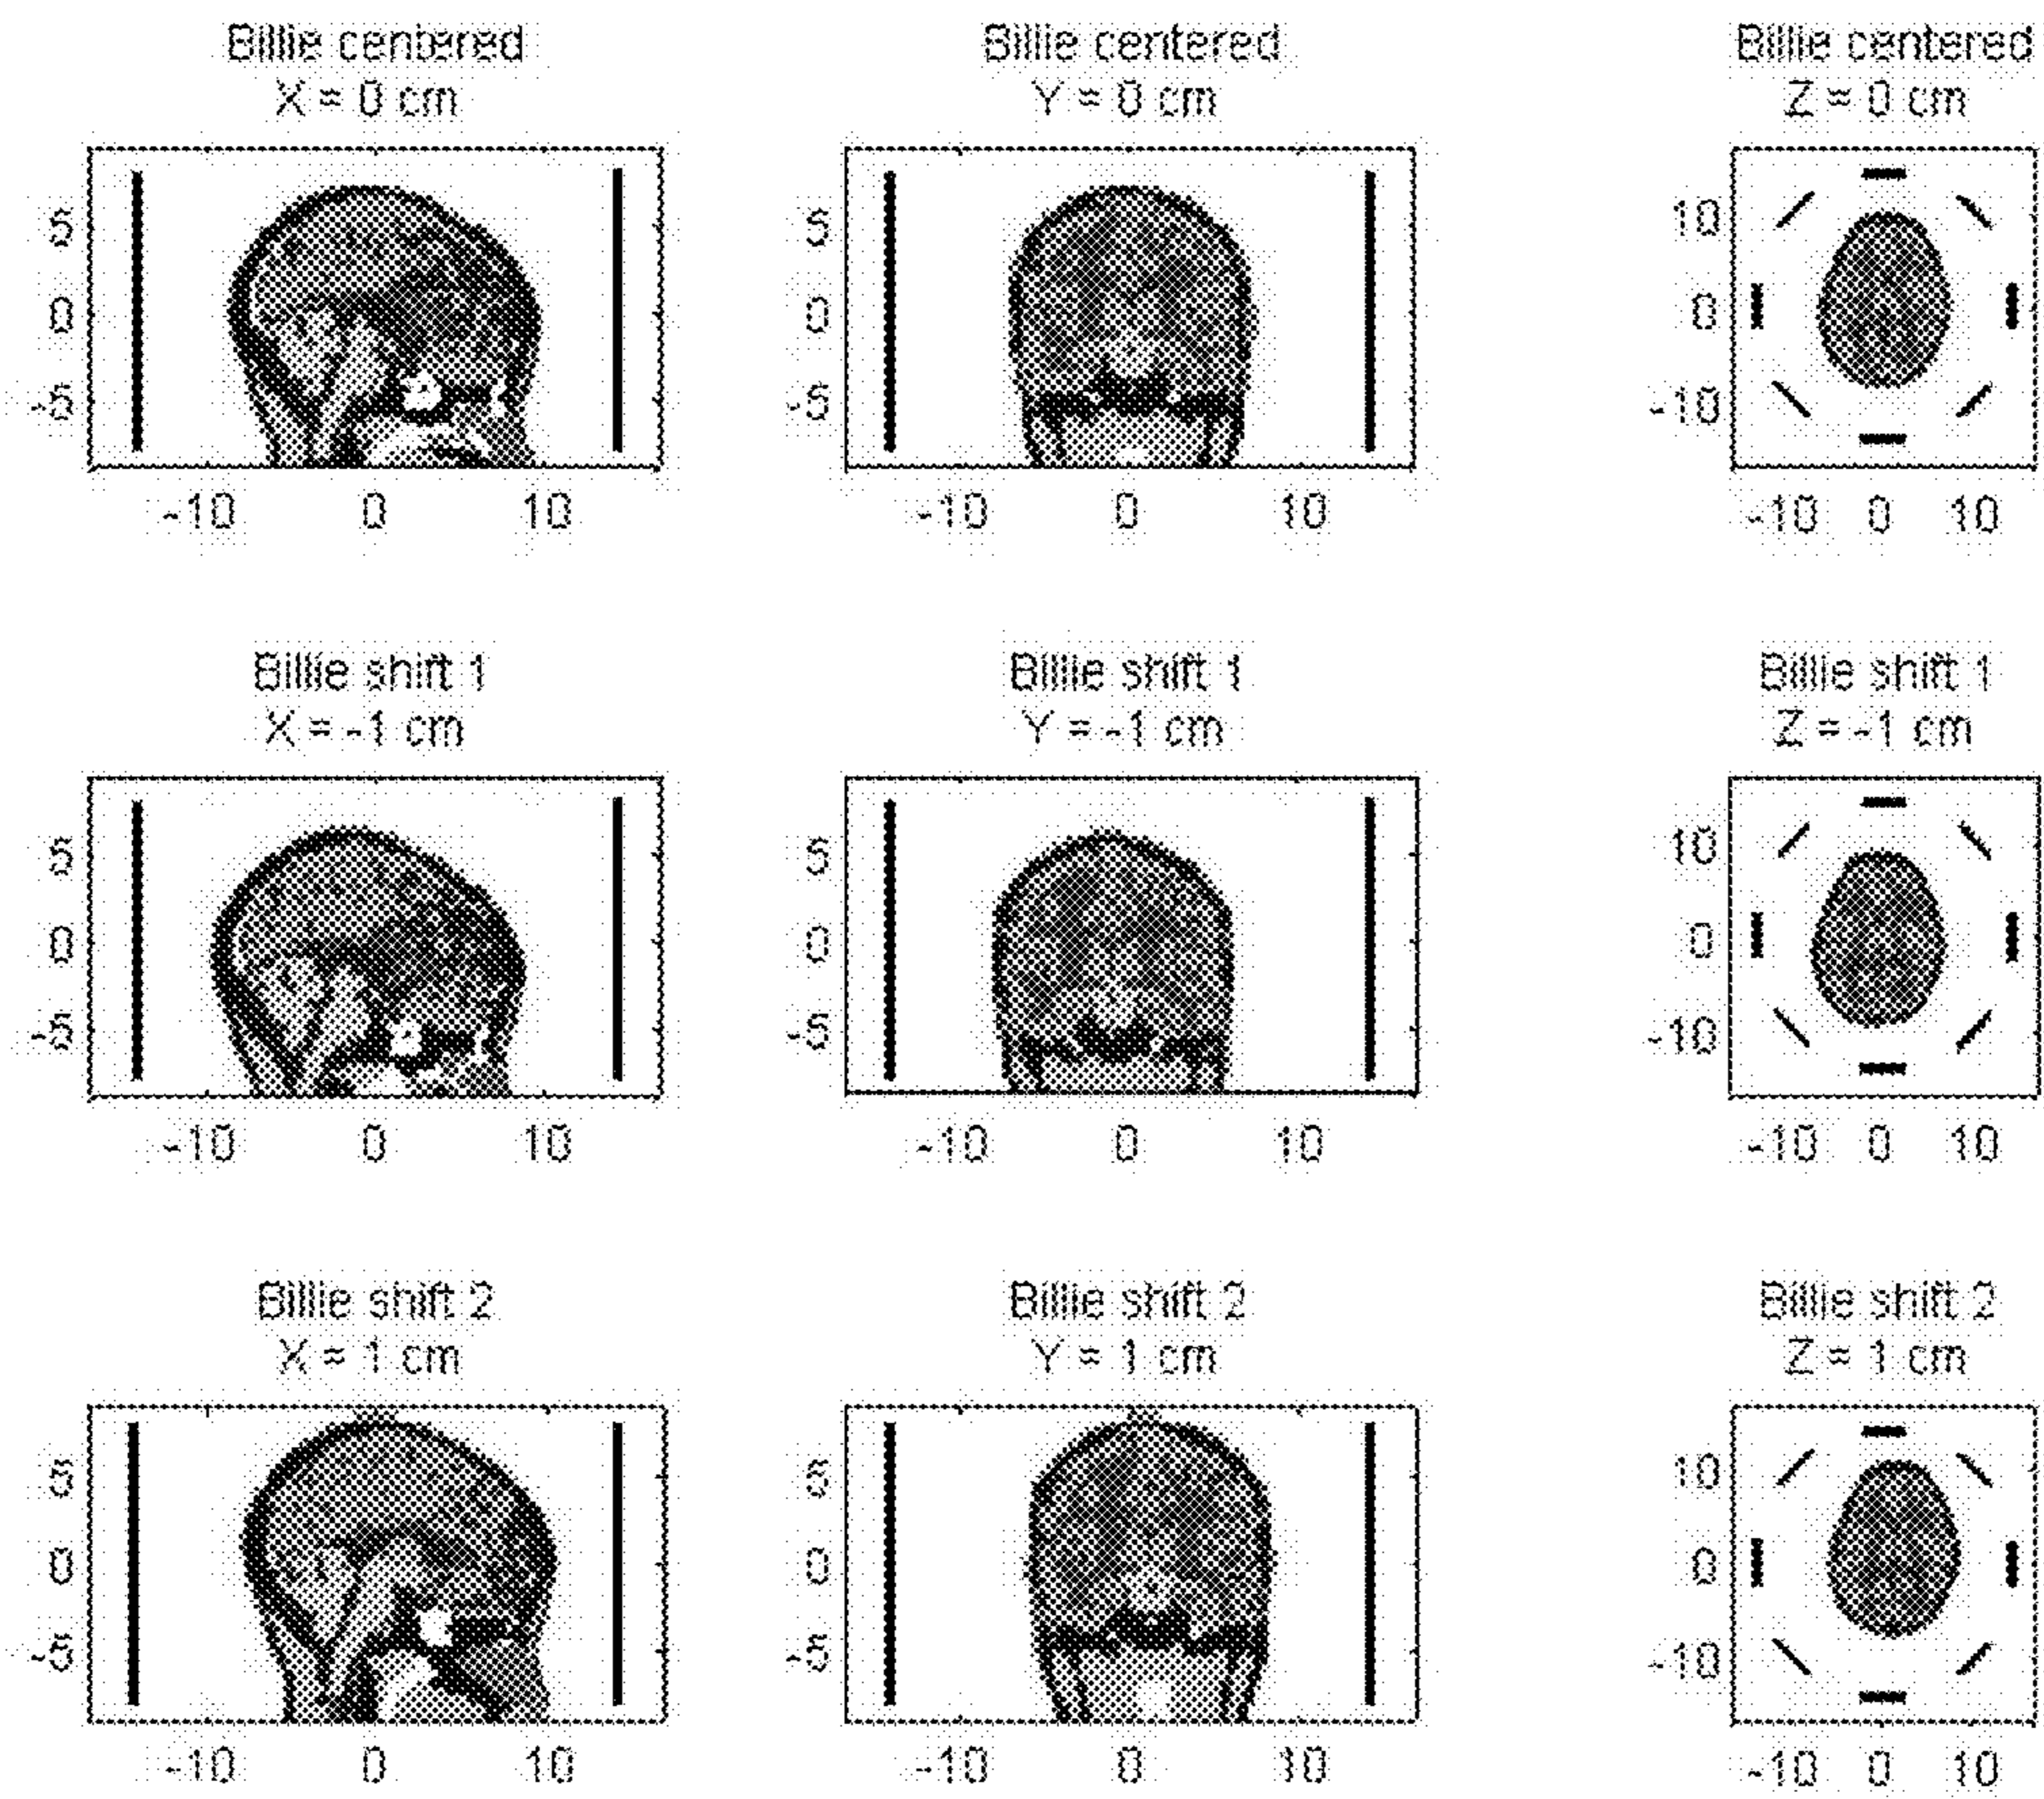 Billie centered Billie centered Billie centered
X = 0 cm Y = 0 cm Z = 0 cm
5 5 10
0 0 0
-5 -5 -10
-10 0 10 -10 0 10 -10 0 10
Billie shift 1 Billie shift 1 Billie shift 1
X = -1 cm Y = -1 cm Z = -1 cm
5 5 10
0 0 0
-5 -5 -10
-10 0 10 -10 0 10 -10 0 10
Billie shift 2 Billie shift 2 Billie shift 2
X = 1 cm Y = 1 cm Z = 1 cm
5 5 10
0 0 0
-5 -5 -10
-10 0 10 -10 0 10 -10 0 10